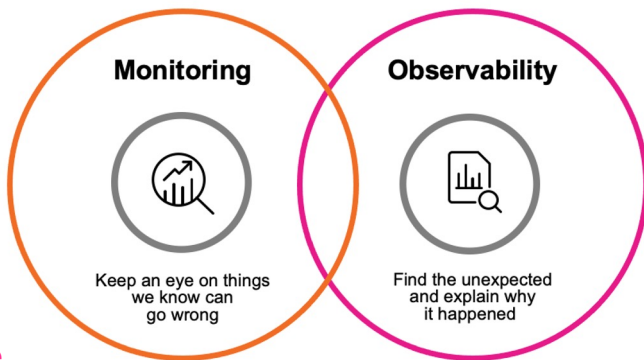 Monitoring
Observability
Keep an eye on things
we know can
go wrong
Find the unexpected
and explain why
it happened